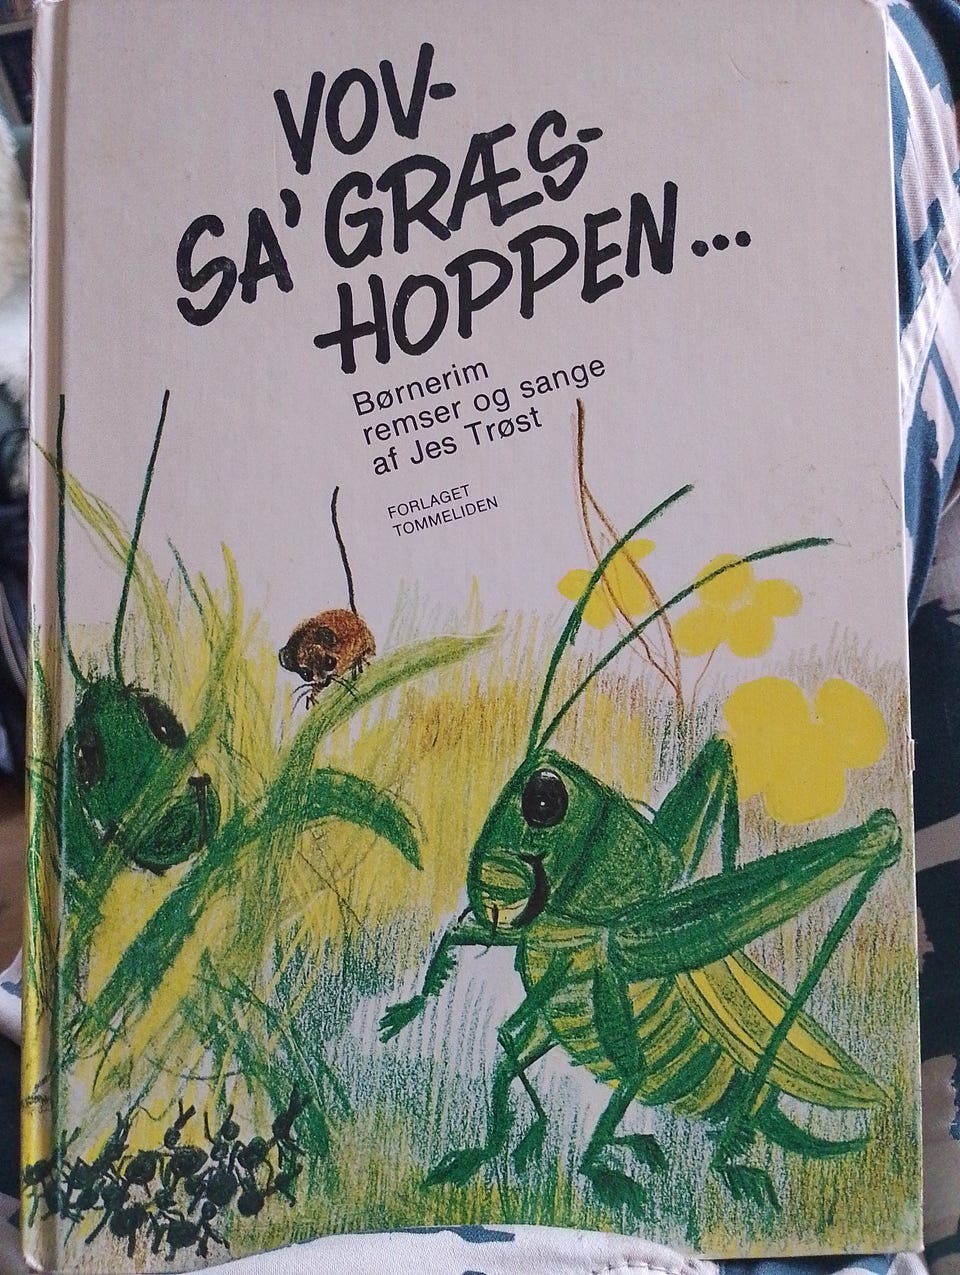 VOV-
SA' GRÆS-
HOPPEN...
Børnerim
remser og sange
af Jes Trøst
FORLAGET
TOMMELIDEN